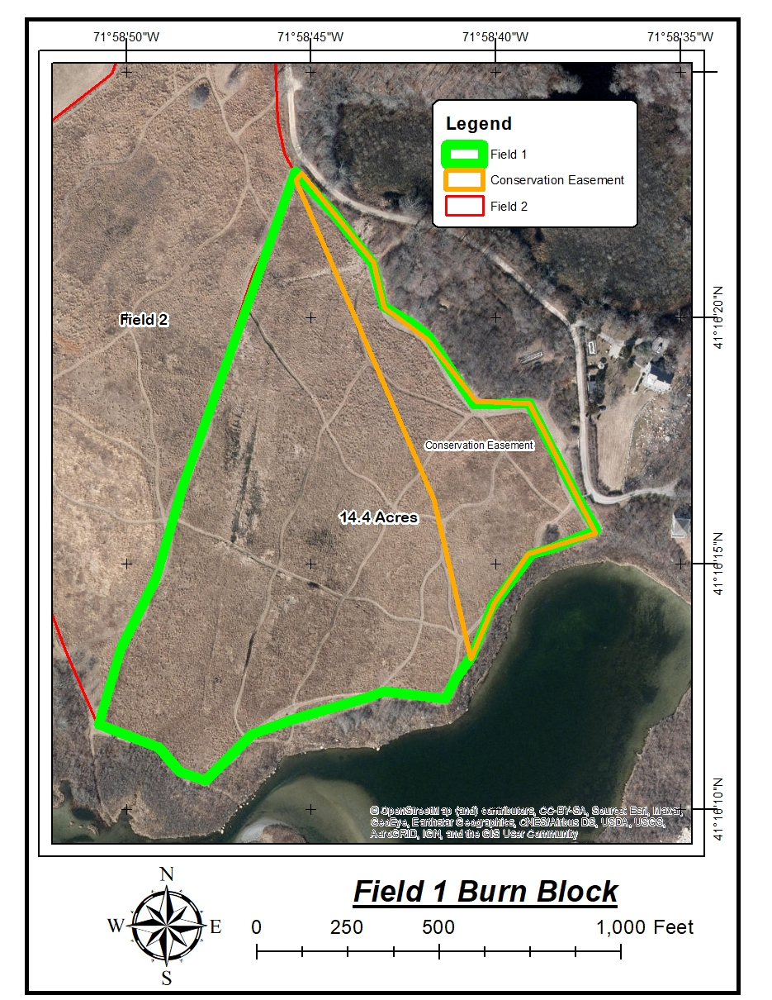 71°58'50"W 71°58'45"W 71°58'40"W 71°58'35"W
Legend
Field 1
Conservation Easement
Field 2
41°16'20"N
Field 2
Conservation Easement
14.4 Acres
41°16'15"N
41°16'10"N
© OpenStreetMap (and) contributors, CC-BY-SA, Source: Esri, Maxar,
GeoEye, Earthstar Geographics, CNES/Airbus DS, USDA, USGS,
AeroGRID, IGN, and the GIS User Community
N
W E
S
Field 1 Burn Block
0 250 500 1,000 Feet